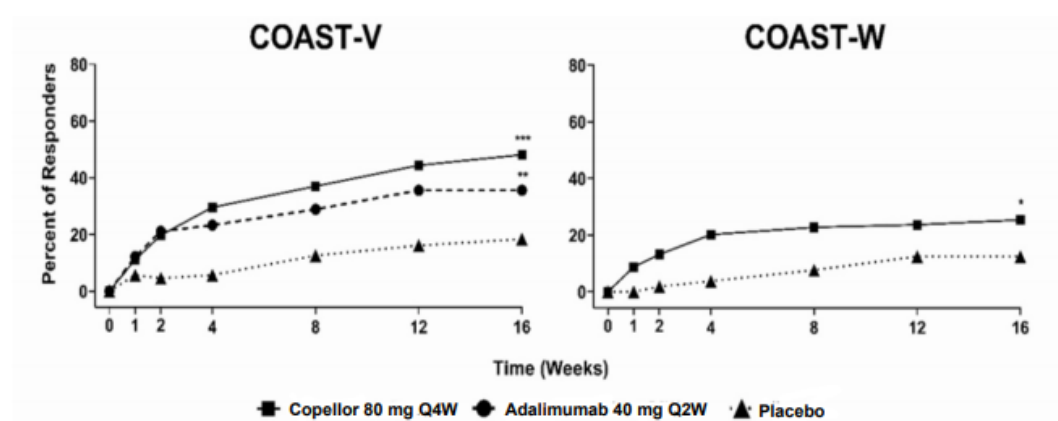 COAST-V
COAST-W
Percent of Responders
80
60
40
20
0
***
**
0 1 2 4 8 12 16
80
60
40
20
0
*
0 1 2 4 8 12 16
Time (Weeks)
Copellor 80 mg Q4W Adalimumab 40 mg Q2W Placebo